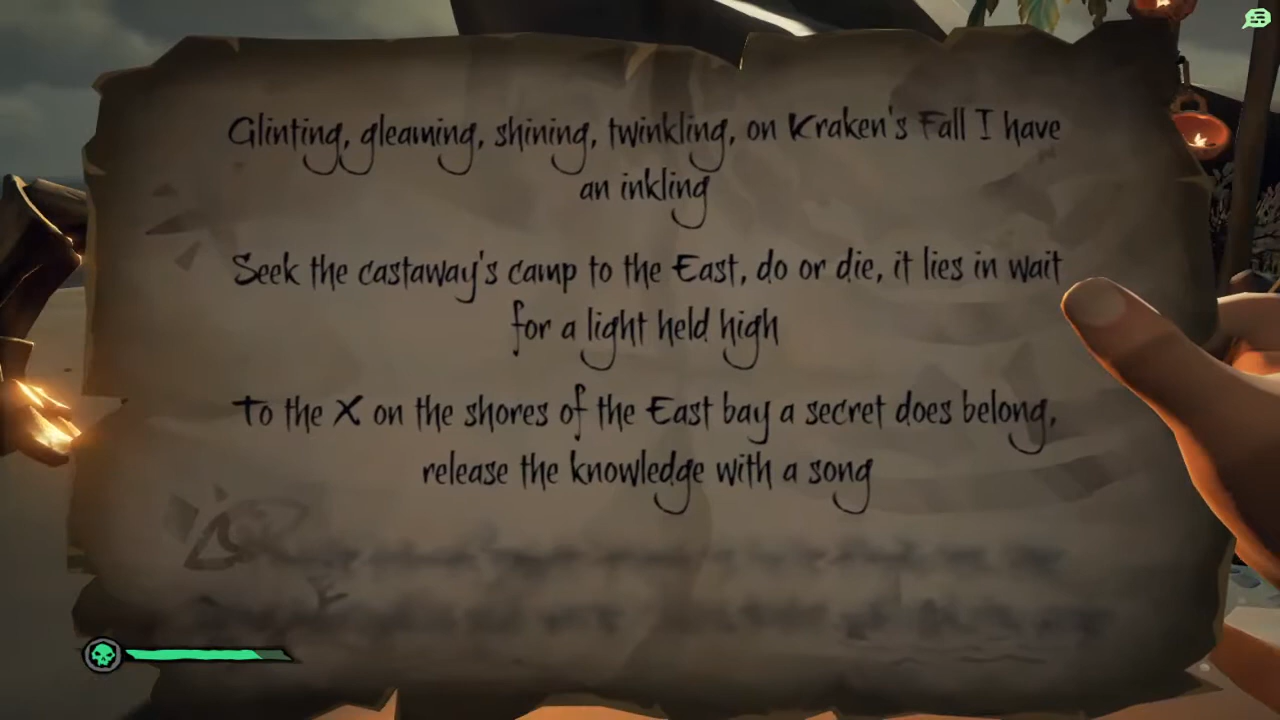 Glinting, gleaming, shining, twinkling, on Kraken's Fall I have
an inkling
Seek the castaway's camp to the East, do or die, it lies in wait
for a light held high
To the X on the shores of the East bay a secret does belong,
release the knowledge with a song